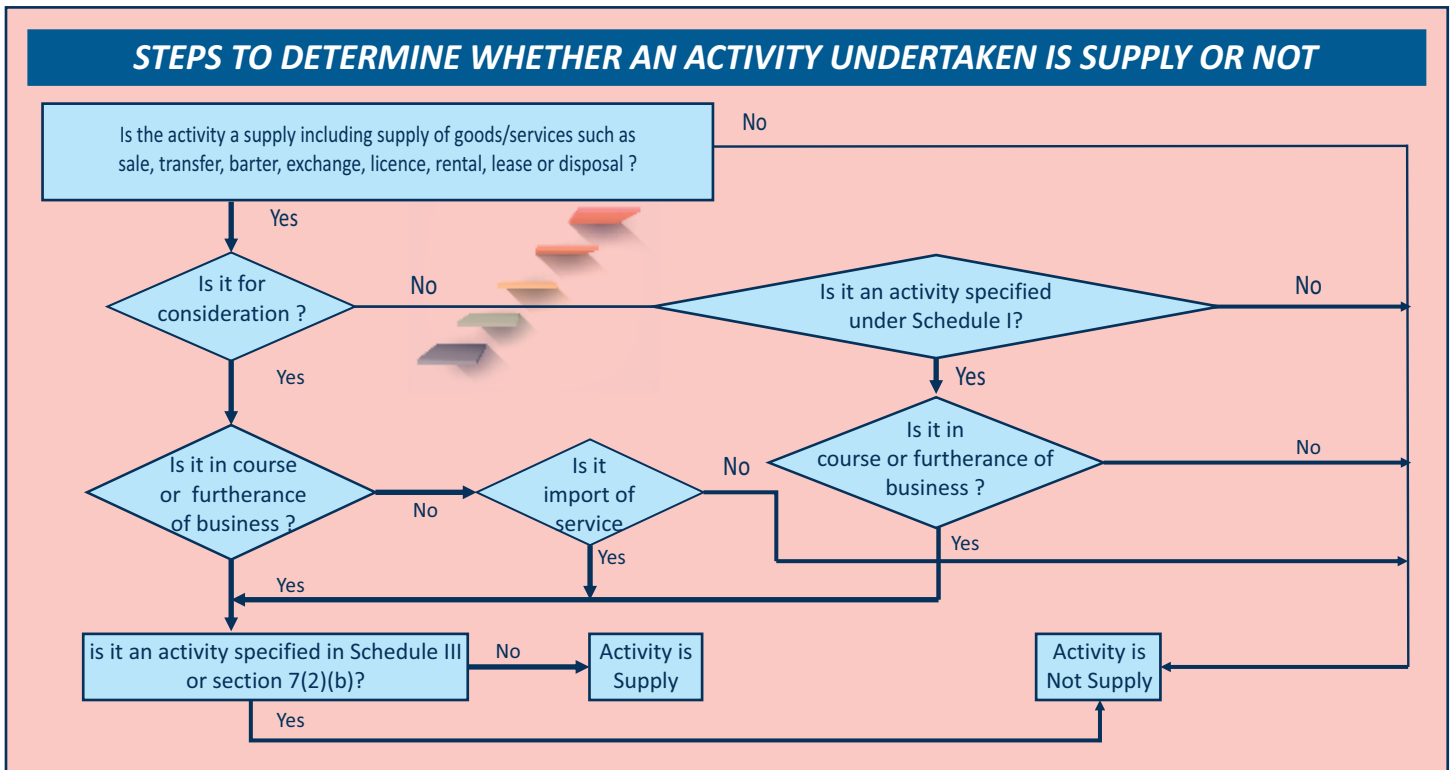 STEPS TO DETERMINE WHETHER AN ACTIVITY UNDERTAKEN IS SUPPLY OR NOT
Is the activity a supply including supply of goods/services such as
sale, transfer, barter, exchange, licence, rental, lease or disposal ?
No
Yes
Is it for
consideration ?
No
Is it an activity specified
under Schedule I?
No
Yes
Yes
Is it in course
or furtherance
of business ?
No
Is it
import of
service
No
Is it in
course or furtherance of
business ?
No
Yes
Yes
Yes
is it an activity specified in Schedule III
or section 7(2)(b)?
No
Activity is
Supply
Activity is
Not Supply
Yes